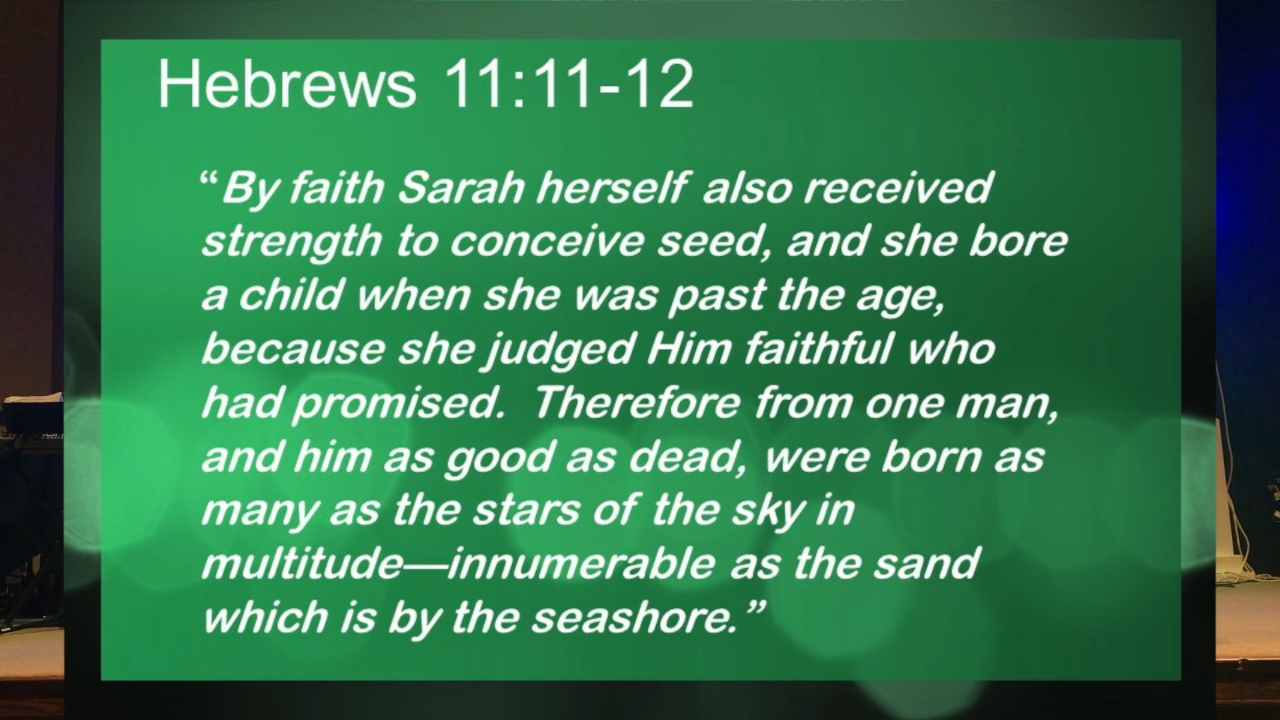 Hebrews 11:11-12
“By faith Sarah herself also received
strength to conceive seed, and she bore
a child when she was past the age,
because she judged Him faithful who
had promised.  Therefore from one man,
and him as good as dead, were born as
many as the stars of the sky in
multitude—innumerable as the sand
which is by the seashore.”